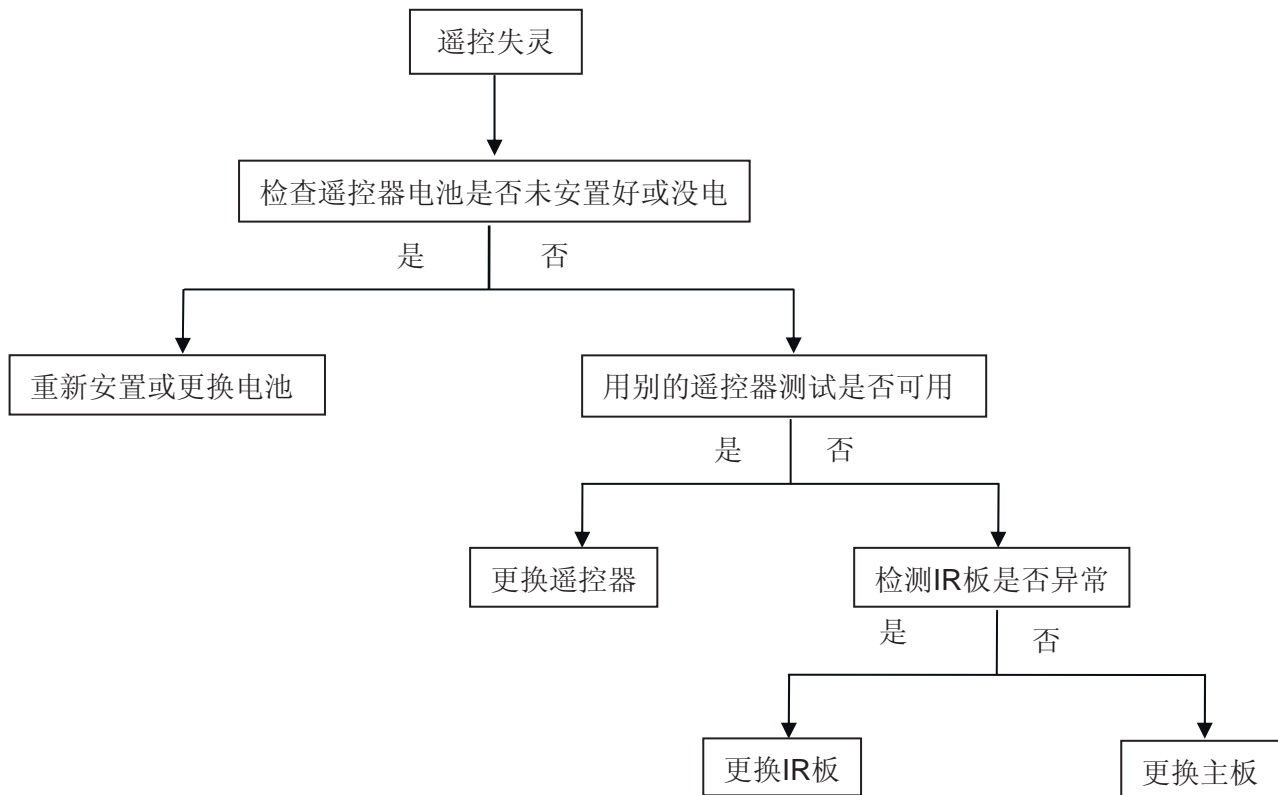 遥控失灵
检查遥控器电池是否未安置好或没电
是
否
重新安置或更换电池
用别的遥控器测试是否可用
是
否
更换遥控器
检测IR板是否异常
是
否
更换IR板
更换主板